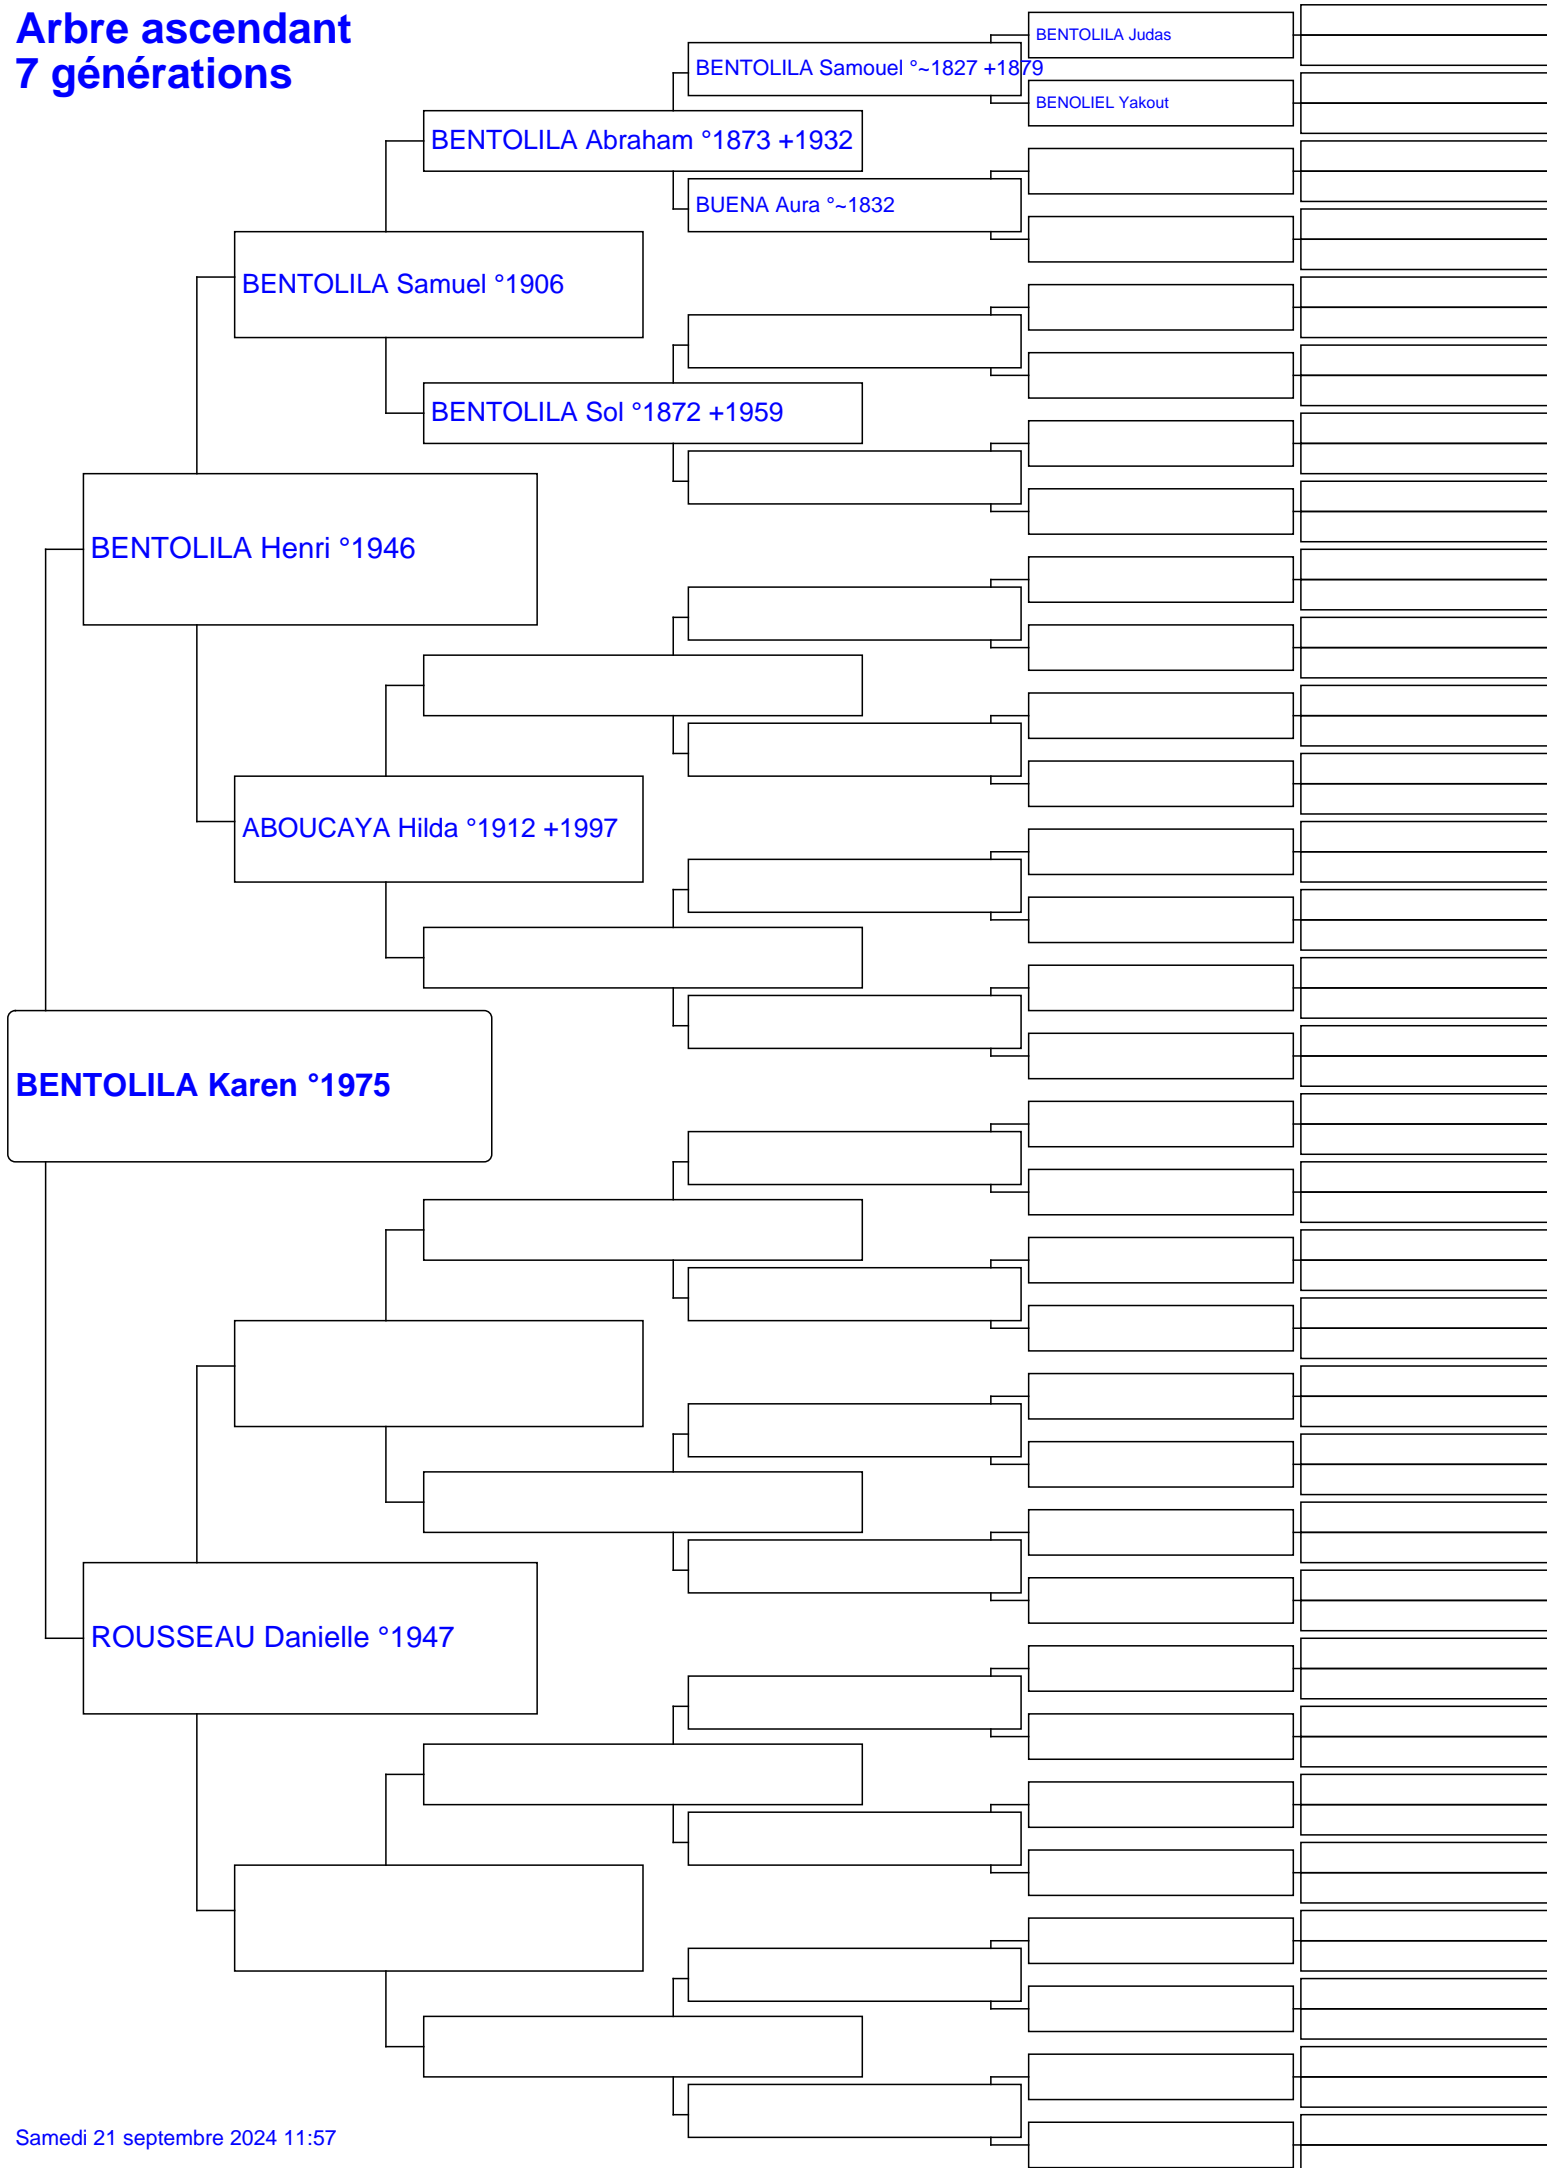 Arbre ascendant
7 générations
BENTOLILA Judas
BENTOLILA Samouel °~1827 +1879
BENOLIEL Yakout
BENTOLILA Abraham °1873 +1932
BUENA Aura °~1832
BENTOLILA Samuel °1906
BENTOLILA Sol °1872 +1959
BENTOLILA Henri °1946
ABOUCAYA Hilda °1912 +1997
BENTOLILA Karen °1975
ROUSSEAU Danielle °1947
Samedi 21 septembre 2024 11:57